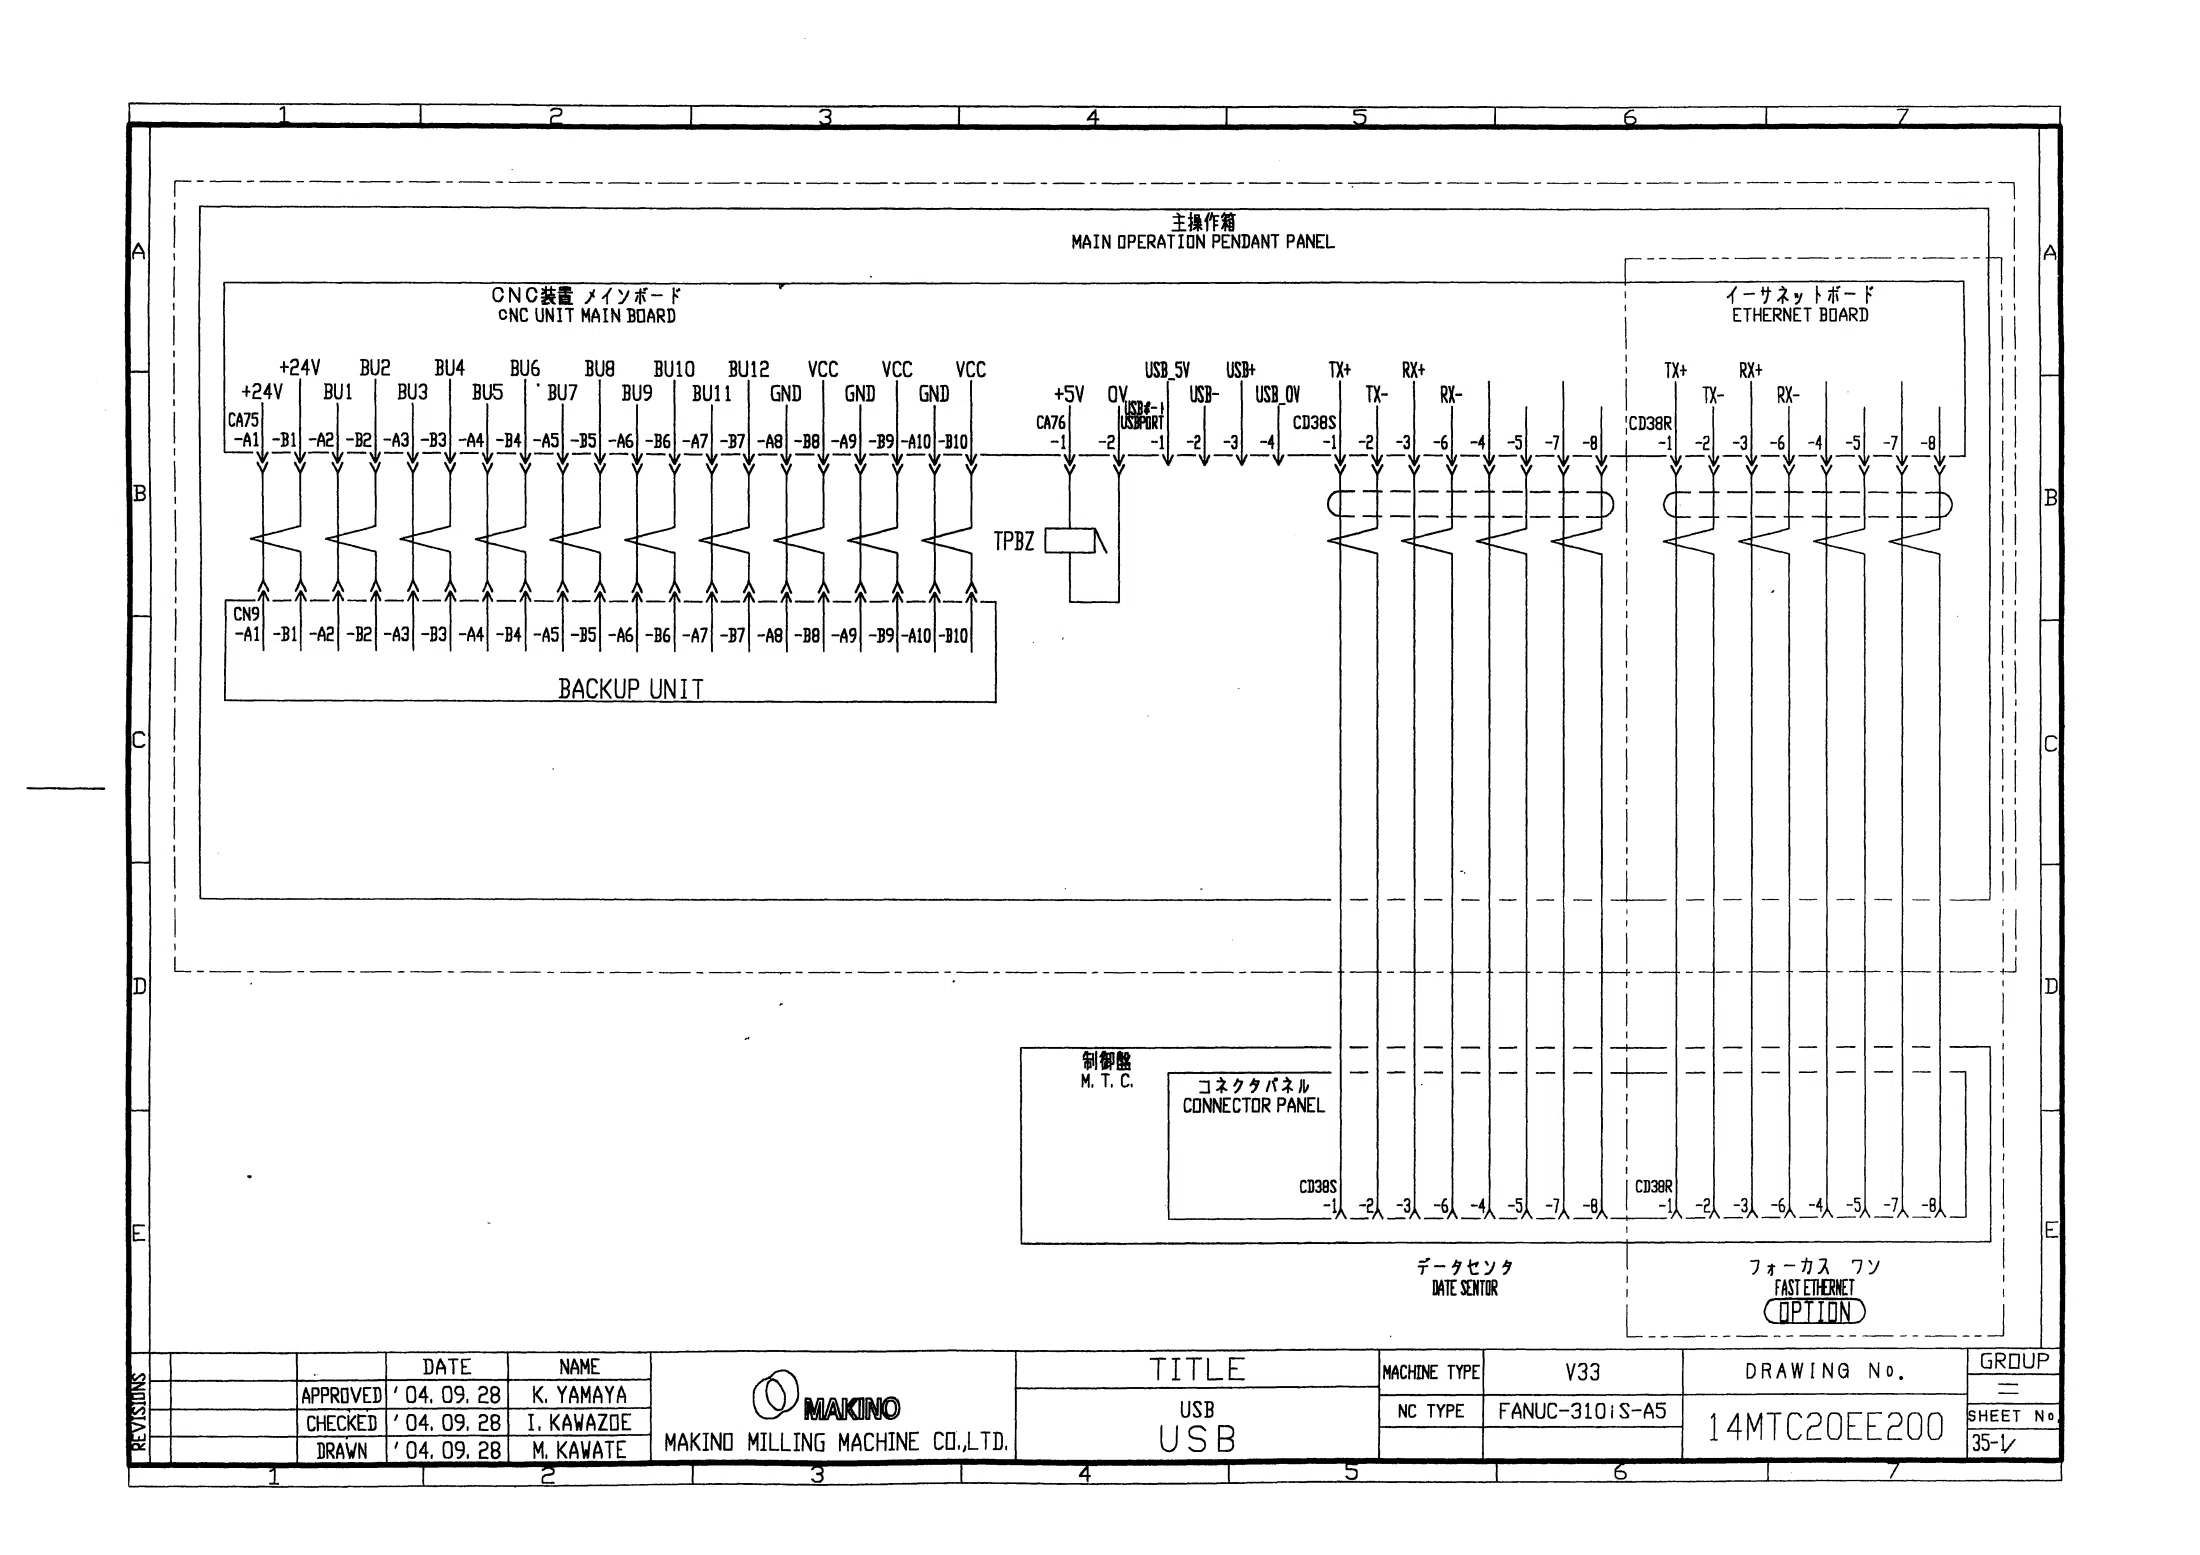 1 2 3 4 5 6 7
主操作箱
MAIN OPERATION PENDANT PANEL
A A
CNC装置 メインボード
CNC UNIT MAIN BOARD
イーサネットボード
ETHERNET BOARD
+24V BU2 BU4 BU6 BU8 BU10 BU12 VCC VCC VCC USB_5V USB+ TX+ RX+ TX+ RX+
+24V BU1 BU3 BU5 BU7 BU9 BU11 GND GND GND +5V 0V USB- USB_0V TX- RX- TX- RX-
USBポート
CA75 CA76 USBPORT CD38S CD38R
-A1 -B1 -A2 -B2 -A3 -B3 -A4 -B4 -A5 -B5 -A6 -B6 -A7 -B7 -A8 -B8 -A9 -B9 -A10 -B10 -1 -2 -1 -2 -3 -4 -1 -2 -3 -6 -4 -5 -7 -8 -1 -2 -3 -6 -4 -5 -7 -8
B B
TPBZ
CN9
-A1 -B1 -A2 -B2 -A3 -B3 -A4 -B4 -A5 -B5 -A6 -B6 -A7 -B7 -A8 -B8 -A9 -B9 -A10 -B10
BACKUP UNIT
C C
D D
制御盤
M. T. C.
コネクタパネル
CONNECTOR PANEL
CD38S CD38R
-1 -2 -3 -6 -4 -5 -7 -8 -1 -2 -3 -6 -4 -5 -7 -8
E E
データセンタ
DATE SENTOR
フォーカス ワン
FAST ETHERNET
OPTION
REVISIONS
DATE NAME
APPROVED '04. 09. 28 K. YAMAYA
CHECKED '04. 09. 28 I. KAWAZOE
DRAWN '04. 09. 28 M. KAWATE
MAKINO
MAKINO MILLING MACHINE CO.,LTD.
TITLE
USB
USB
MACHINE TYPE V33
NC TYPE FANUC-310iS-A5
DRAWING No.
14MTC20EE200
GROUP
二
SHEET No.
35-1/
1 2 3 4 5 6 7